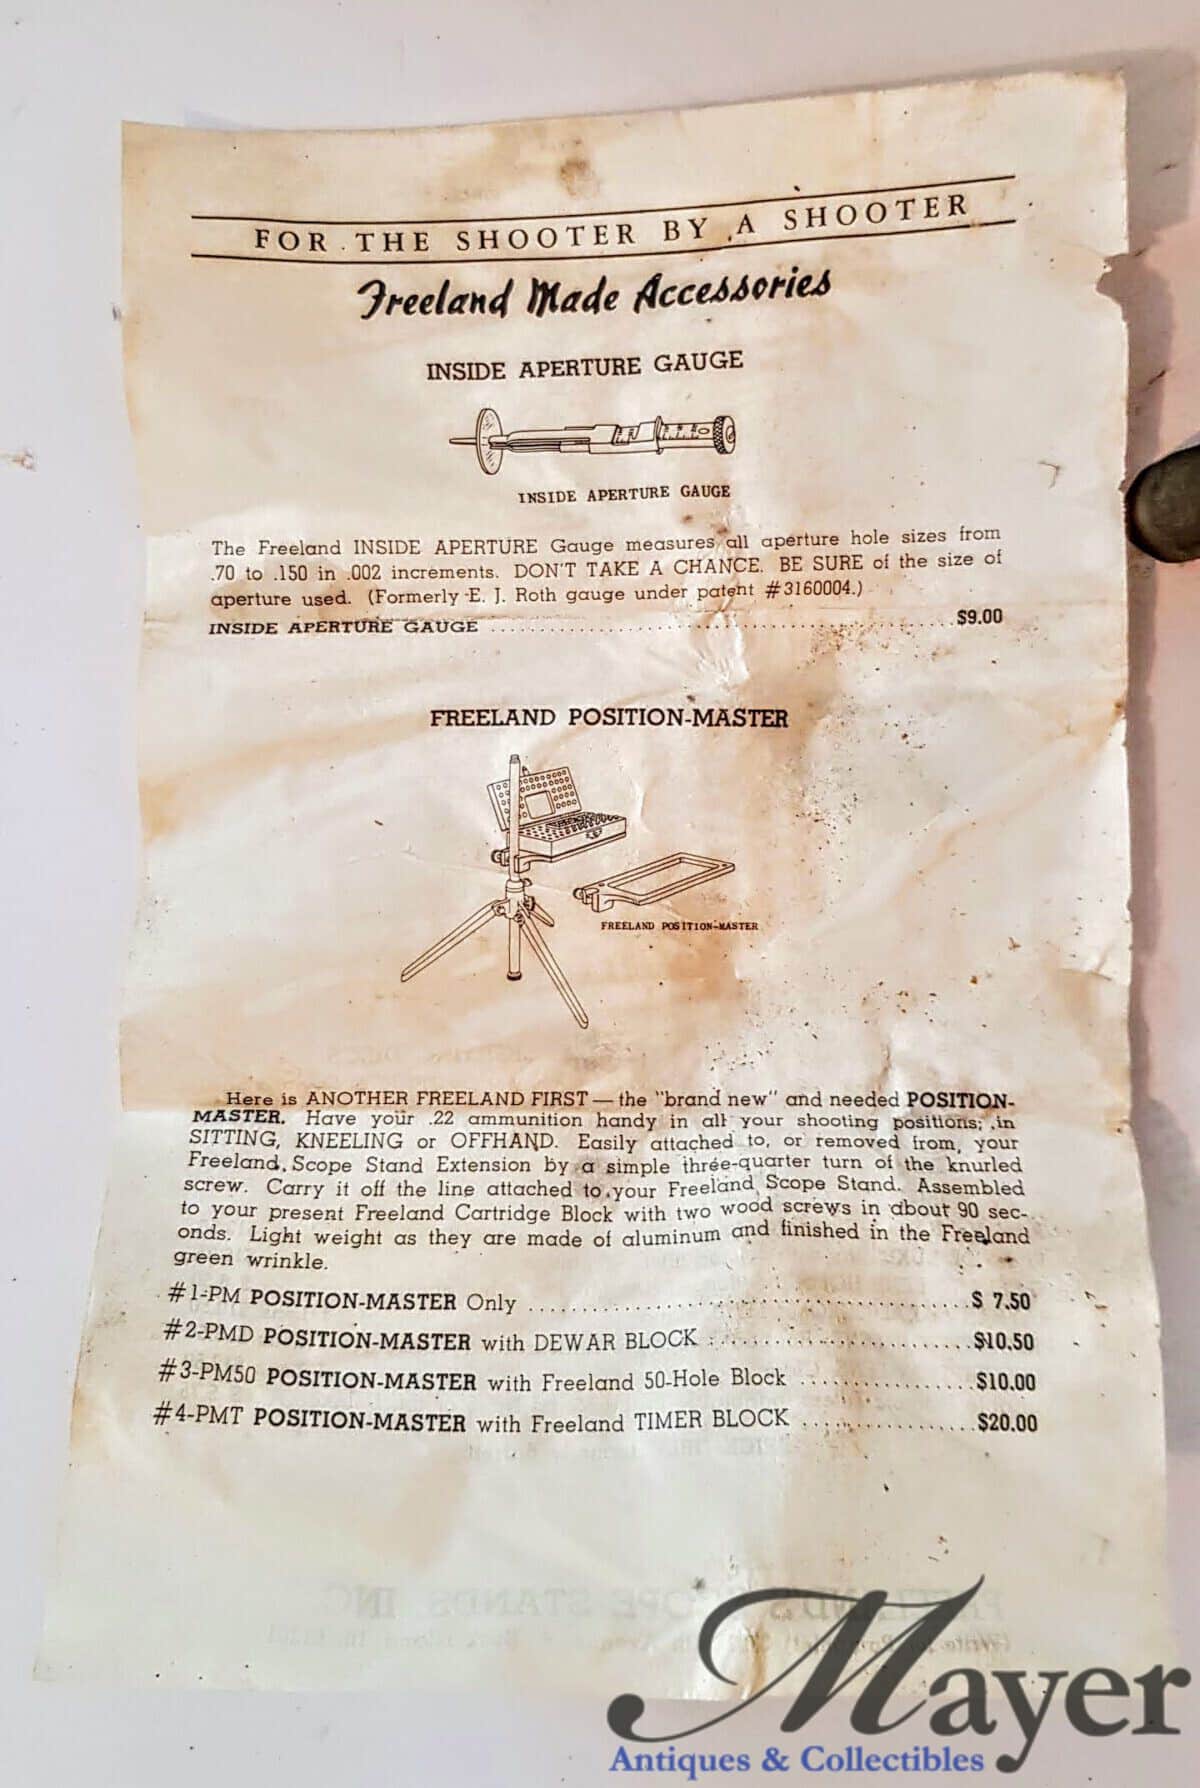 FOR THE SHOOTER BY A SHOOTER
Freeland Made Accessories
INSIDE APERTURE GAUGE
INSIDE APERTURE GAUGE
The Freeland INSIDE APERTURE Gauge measures all aperture hole sizes from
.70 to .150 in .002 increments. DON'T TAKE A CHANCE. BE SURE of the size of
aperture used. (Formerly E. J. Roth gauge under patent #3160004.)
INSIDE APERTURE GAUGE ........................................ $9.00
FREELAND POSITION-MASTER
FREELAND POSITION-MASTER
Here is ANOTHER FREELAND FIRST — the "brand new" and needed POSITION-
MASTER. Have your .22 ammunition handy in all your shooting positions; in
SITTING, KNEELING or OFFHAND. Easily attached to, or removed from, your
Freeland Scope Stand Extension by a simple three-quarter turn of the knurled
screw. Carry it off the line attached to your Freeland Scope Stand. Assembled
to your present Freeland Cartridge Block with two wood screws in about 90 sec-
onds. Light weight as they are made of aluminum and finished in the Freeland
green wrinkle.
#1-PM POSITION-MASTER Only ........................................ $ 7.50
#2-PMD POSITION-MASTER with DEWAR BLOCK ........................ $10.50
#3-PM50 POSITION-MASTER with Freeland 50-Hole Block ................ $10.00
#4-PMT POSITION-MASTER with Freeland TIMER BLOCK ................ $20.00
FREELAND'S SCOPE STANDS INC.
Mayer
Antiques & Collectibles